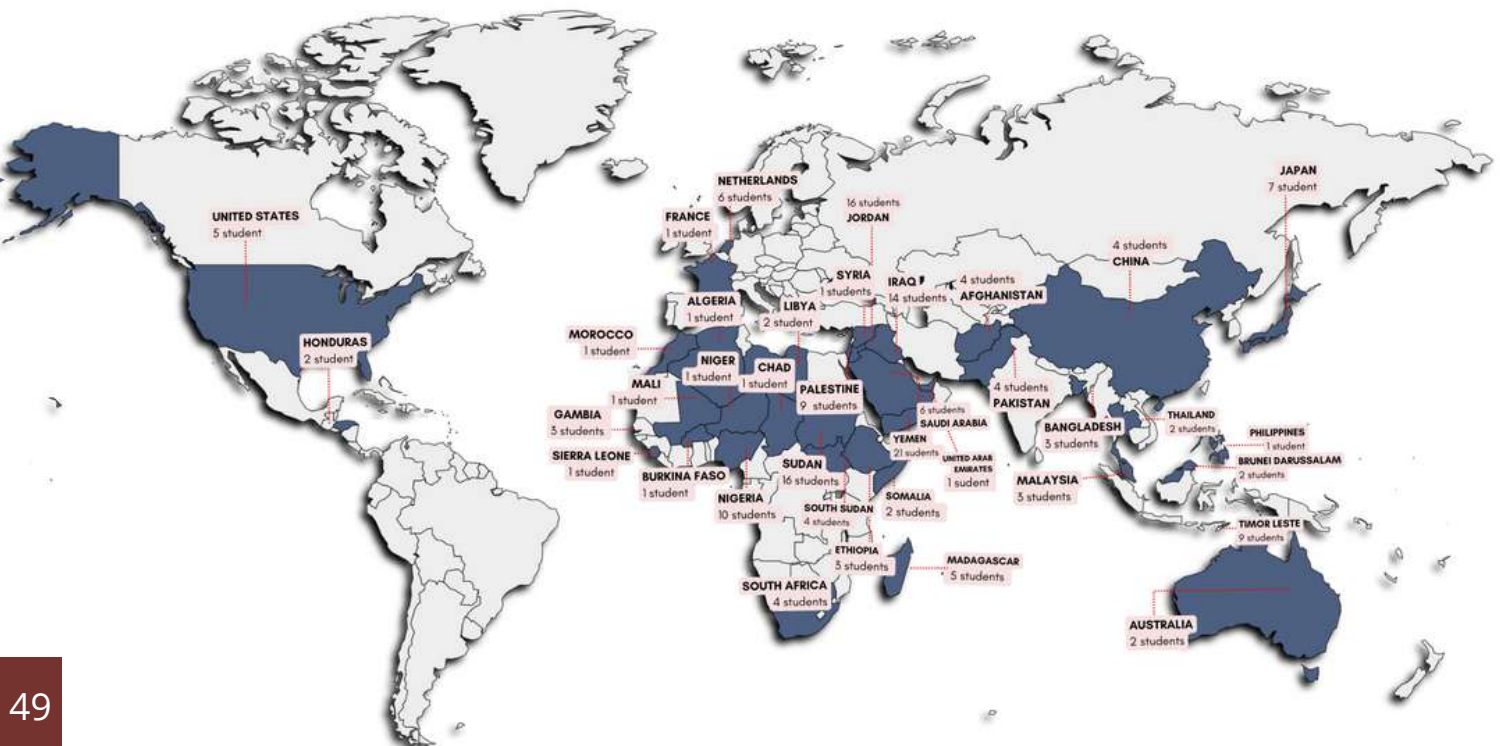 NETHERLANDS
6 students
FRANCE
1 student
16 students
JORDAN
JAPAN
7 student
UNITED STATES
5 student
4 students
CHINA
SYRIA
1 students
IRAQ
14 students
4 students
AFGHANISTAN
ALGERIA
1 student
LIBYA
2 student
MOROCCO
1 student
HONDURAS
2 student
NIGER
1 student
CHAD
1 student
MALI
1 student
PALESTINE
9 students
4 students
PAKISTAN
GAMBIA
3 students
6 students
SAUDI ARABIA
BANGLADESH
3 students
THAILAND
2 students
YEMEN
21 sudents
PHILIPPINES
1 student
SIERRA LEONE
1 student
BURKINA FASO
1 student
SUDAN
16 students
UNITED ARAB
EMIRATES
1 sudent
BRUNEI DARUSSALAM
2 students
MALAYSIA
3 students
NIGERIA
10 students
SOUTH SUDAN
4 students
SOMALIA
2 students
TIMOR LESTE
9 students
ETHIOPIA
3 students
MADAGASCAR
5 students
SOUTH AFRICA
4 students
AUSTRALIA
2 students
49